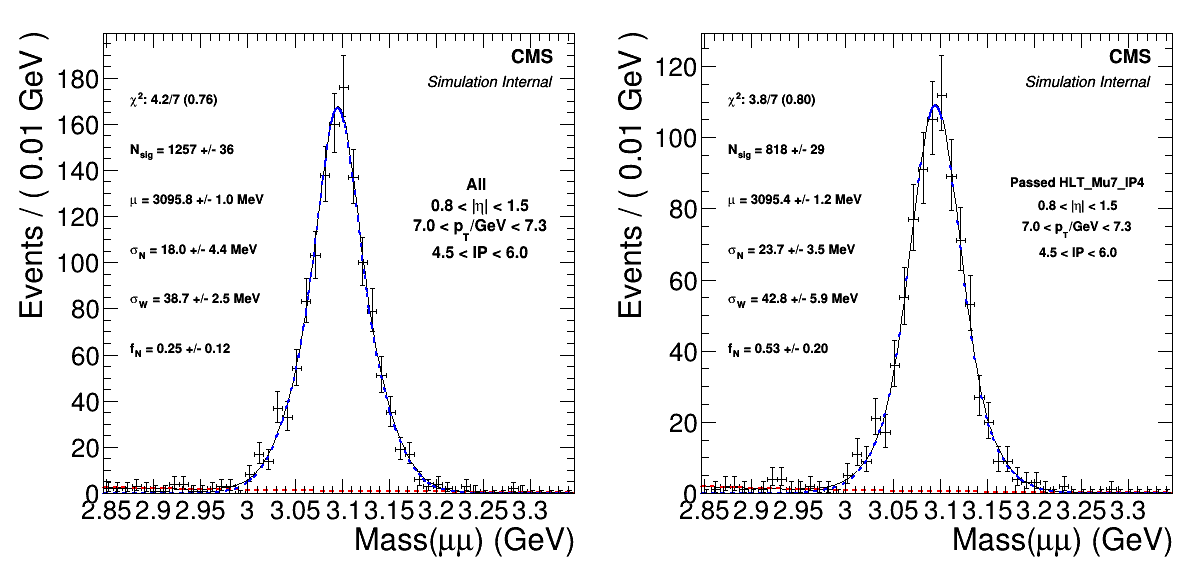 Events / ( 0.01 GeV )
180
160
140
120
100
80
60
40
20
0
CMS
Simulation Internal
χ²: 4.2/7 (0.76)
N_sig = 1257 +/- 36
μ = 3095.8 +/- 1.0 MeV
σ_N = 18.0 +/- 4.4 MeV
σ_W = 38.7 +/- 2.5 MeV
f_N = 0.25 +/- 0.12
All
0.8 < |η| < 1.5
7.0 < p_T/GeV < 7.3
4.5 < IP < 6.0
2.85 2.9 2.95 3 3.05 3.1 3.15 3.2 3.25 3.3
Mass(μμ) (GeV)
Events / ( 0.01 GeV )
120
100
80
60
40
20
0
CMS
Simulation Internal
χ²: 3.8/7 (0.80)
N_sig = 818 +/- 29
μ = 3095.4 +/- 1.2 MeV
σ_N = 23.7 +/- 3.5 MeV
σ_W = 42.8 +/- 5.9 MeV
f_N = 0.53 +/- 0.20
Passed HLT_Mu7_IP4
0.8 < |η| < 1.5
7.0 < p_T/GeV < 7.3
4.5 < IP < 6.0
2.85 2.9 2.95 3 3.05 3.1 3.15 3.2 3.25 3.3
Mass(μμ) (GeV)